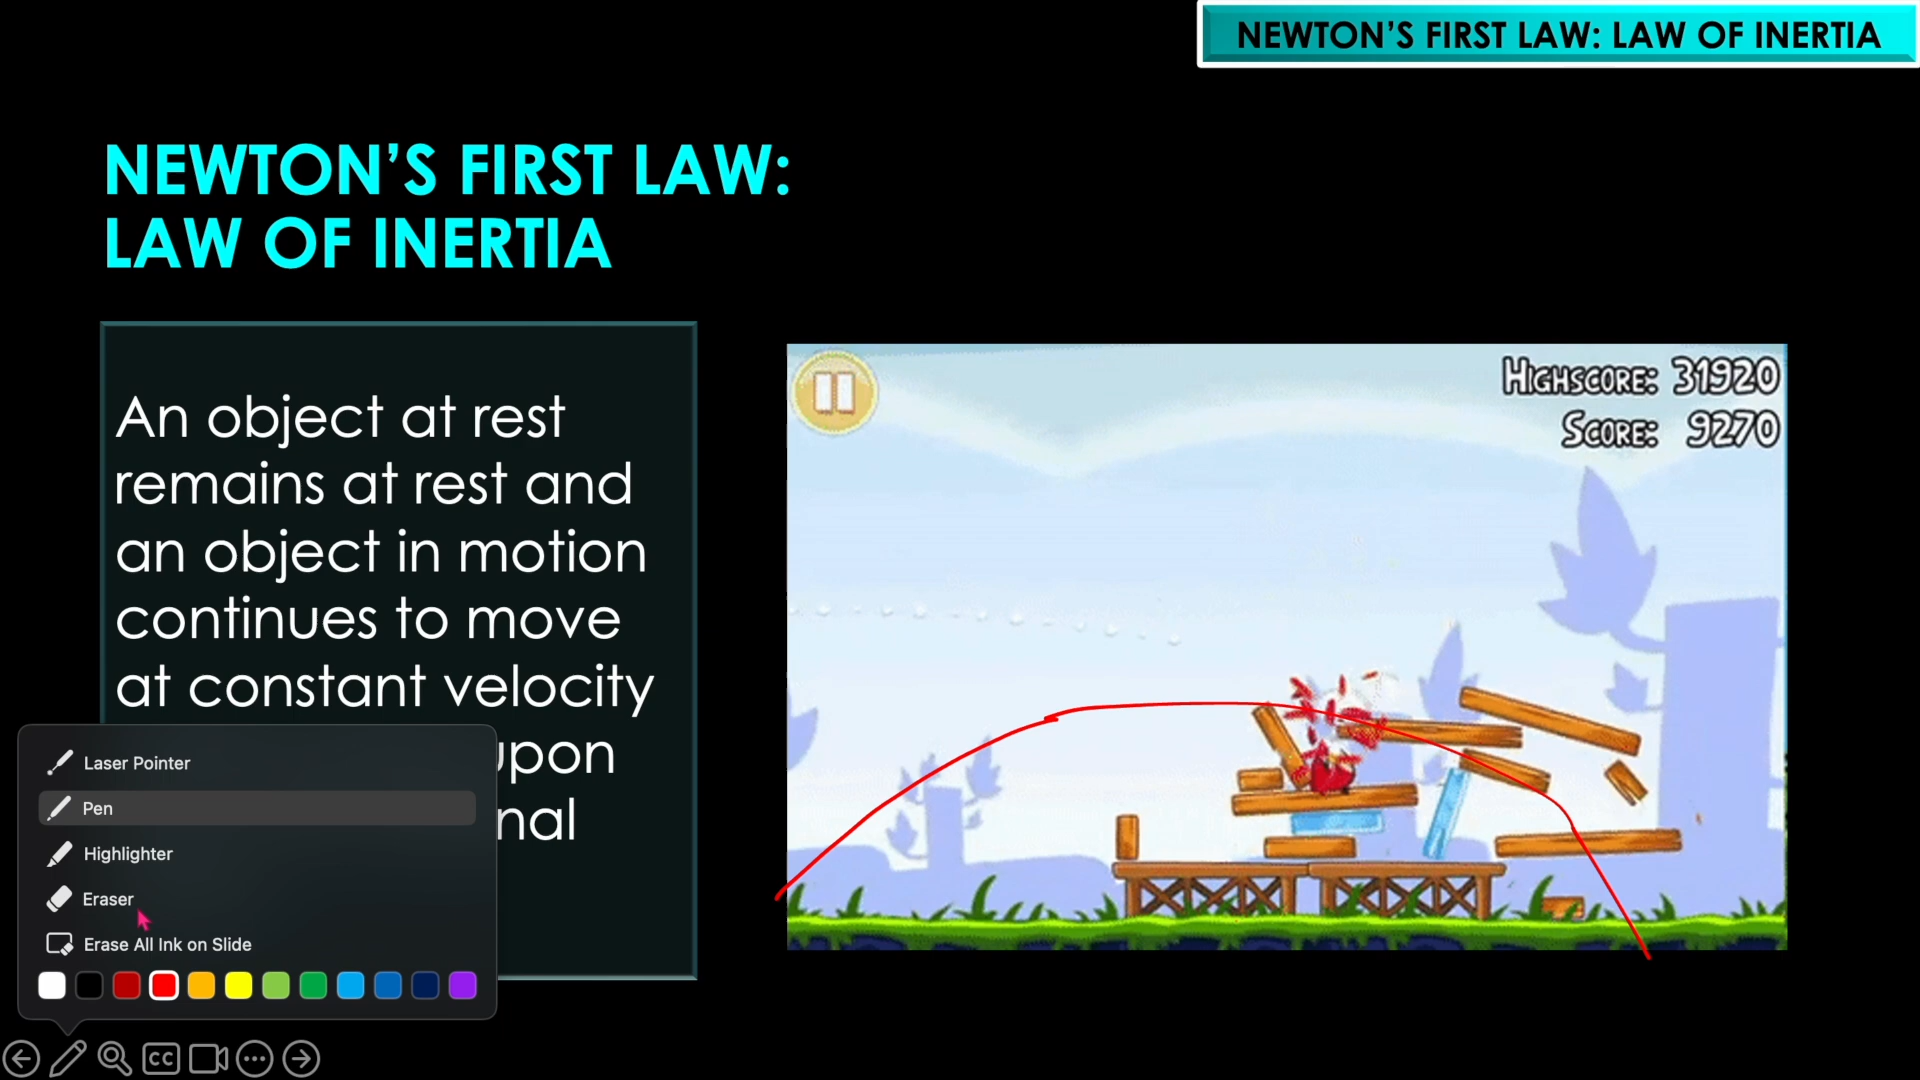 NEWTON’S FIRST LAW: LAW OF INERTIA
NEWTON’S FIRST LAW:
LAW OF INERTIA
An object at rest
remains at rest and
an object in motion
continues to move
at constant velocity
HIGHSCORE: 31920
SCORE: 9270
Laser Pointer
Pen
Highlighter
Eraser
Erase All Ink on Slide
CC